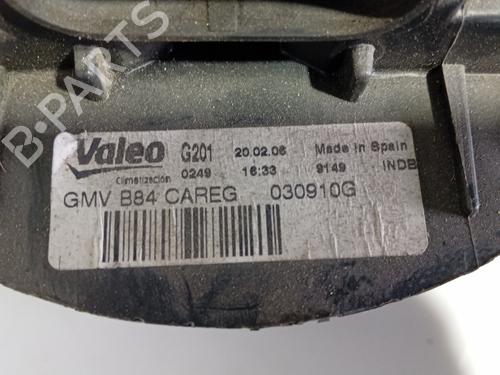 Valeo G201 20.02.06 Made in Spain
Climatización 0249 16:33 9149 INDB
GMV B84 CAREG 030910G
B-PARTS